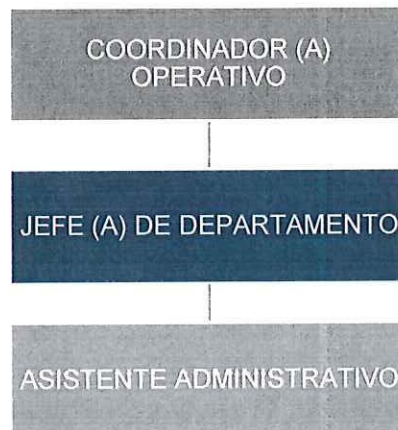 COORDINADOR (A)
OPERATIVO
JEFE (A) DE DEPARTAMENTO
ASISTENTE ADMINISTRATIVO